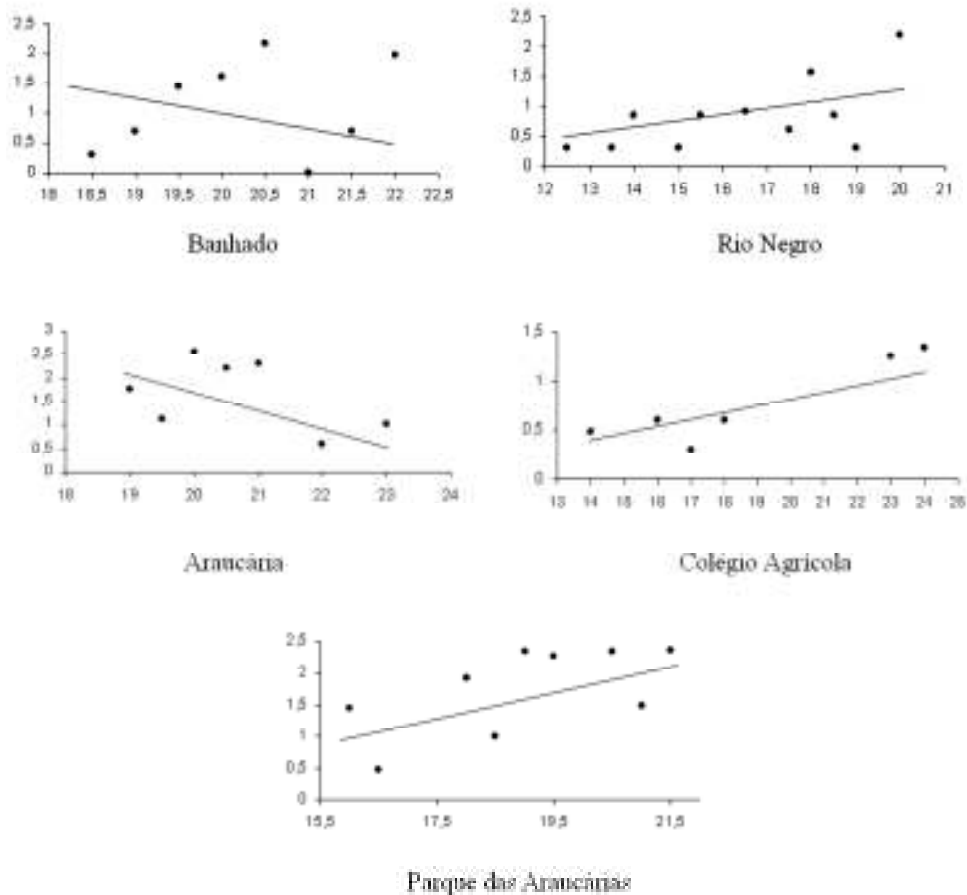 2,5
2
1,5
1
0,5
0
18 18,5 19 19,5 20 20,5 21 21,5 22 22,5
Banhado
2,5
2
1,5
1
0,5
0
12 13 14 15 16 17 18 19 20 21
Rio Negro
3
2,5
2
1,5
1
0,5
0
18 19 20 21 22 23 24
Araucária
1,5
1
0,5
0
13 14 15 16 17 18 19 20 21 22 23 24 25
Colégio Agrícola
2,5
2
1,5
1
0,5
0
15,5 17,5 19,5 21,5
Parque das Araucárias